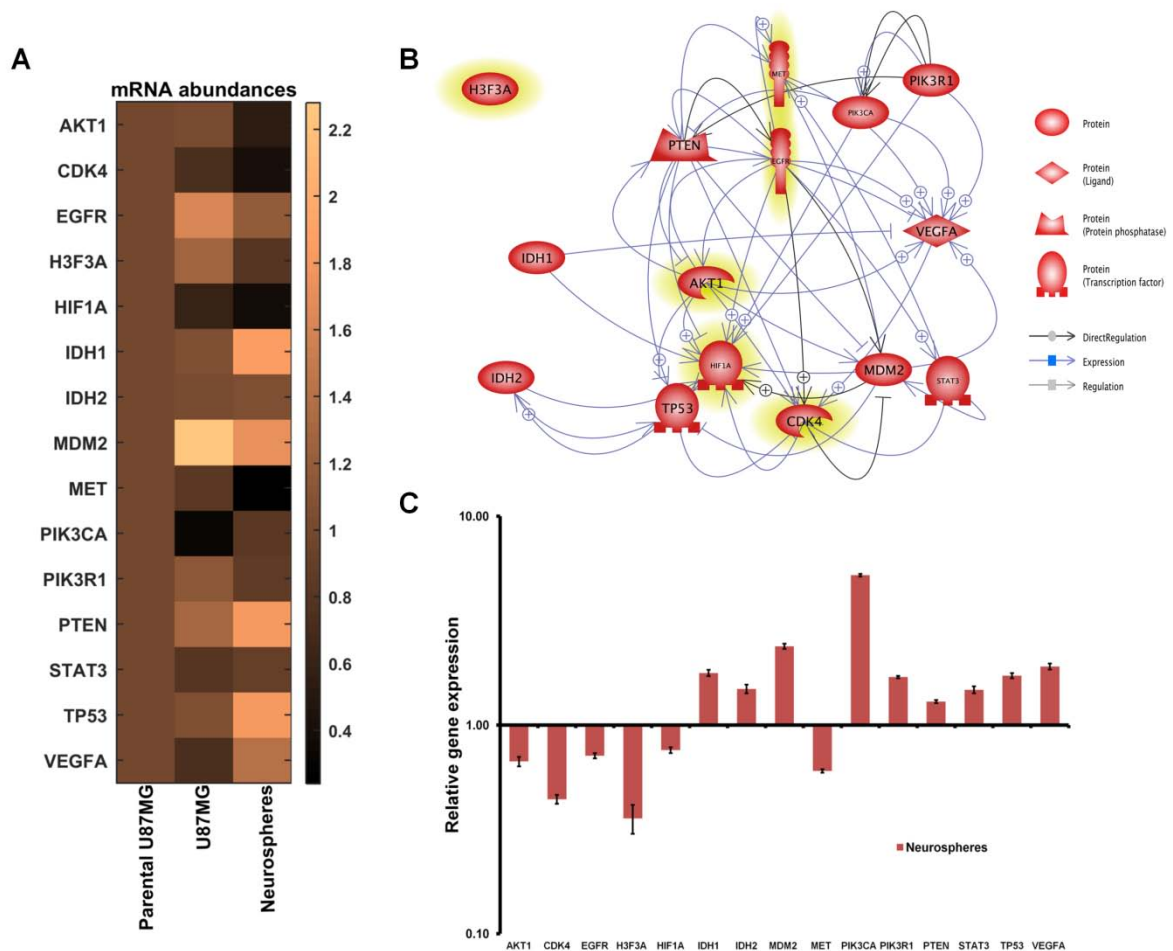 A
mRNA abundances
AKT1
CDK4
EGFR
H3F3A
HIF1A
IDH1
IDH2
MDM2
MET
PIK3CA
PIK3R1
PTEN
STAT3
TP53
VEGFA
Parental U87MG
U87MG
Neurospheres
2.2
2
1.8
1.6
1.4
1.2
1
0.8
0.6
0.4
B
H3F3A
MET
PIK3R1
PIK3CA
PTEN
EGFR
VEGFA
IDH1
AKT1
HIF1A
MDM2
STAT3
IDH2
TP53
CDK4
Protein
Protein
(Ligand)
Protein
(Protein phosphatase)
Protein
(Transcription factor)
DirectRegulation
Expression
Regulation
C
Relative gene expression
10.00
1.00
0.10
Neurospheres
AKT1 CDK4 EGFR H3F3A HIF1A IDH1 IDH2 MDM2 MET PIK3CA PIK3R1 PTEN STAT3 TP53 VEGFA